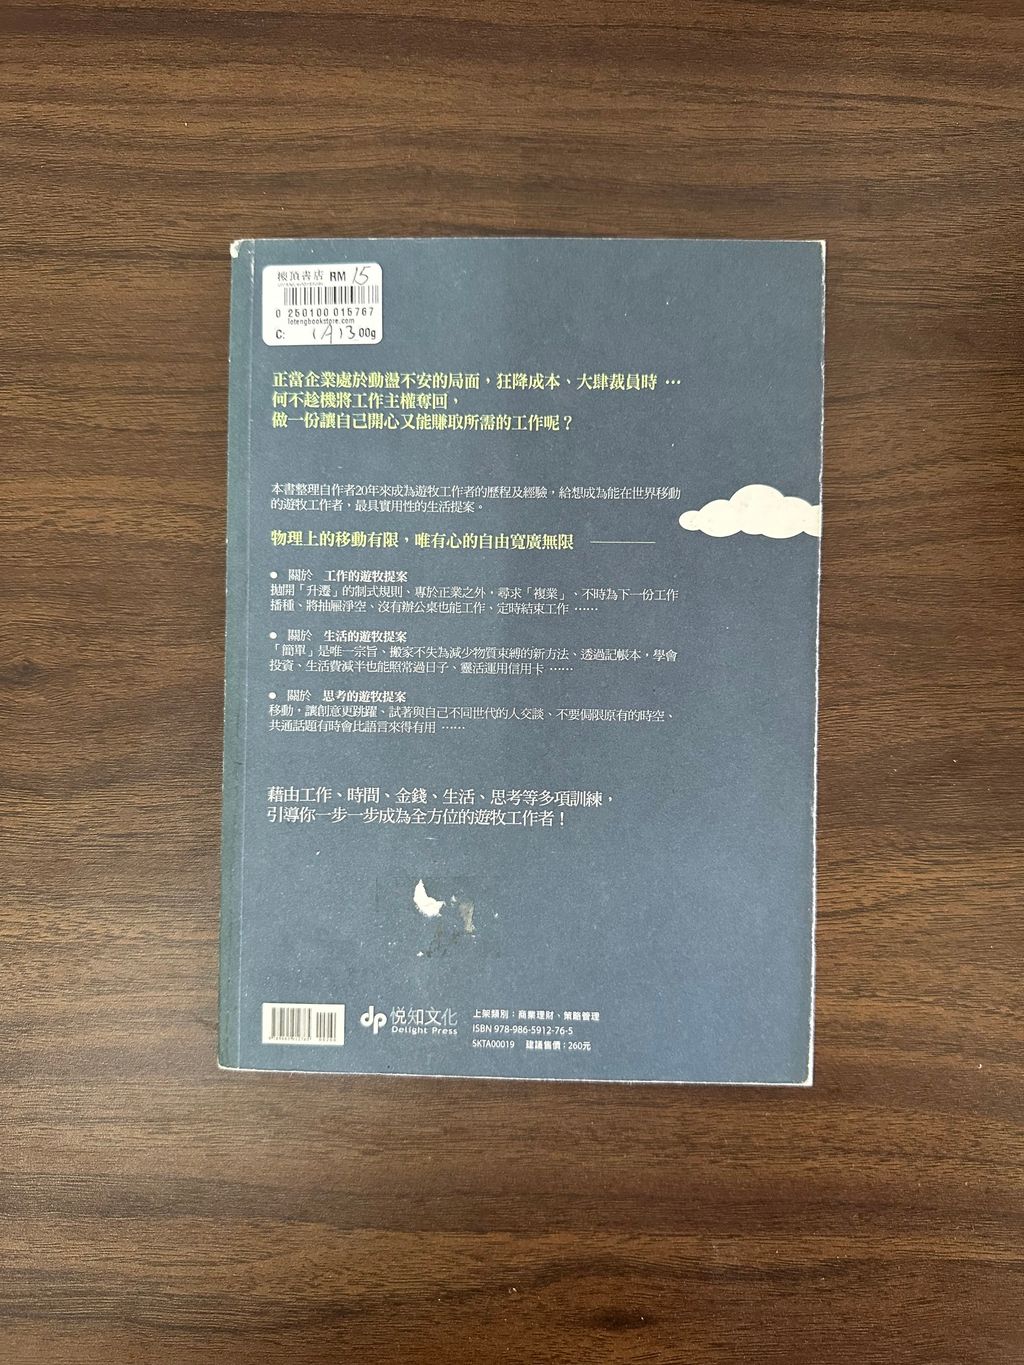 樓頂書店 RM 15
0 250100 015767
lotengbookstore.com
C: (A)3 00g
正當企業處於動盪不安的局面，狂降成本、大肆裁員時 …
何不趁機將工作主權奪回，
做一份讓自己開心又能賺取所需的工作呢？
本書整理自作者20年來成為遊牧工作者的歷程及經驗，給想成為能在世界移動
的遊牧工作者，最具實用性的生活提案。
物理上的移動有限，唯有心的自由寬廣無限 ————
● 關於 工作的遊牧提案
拋開「升遷」的制式規則、專於正業之外，尋求「複業」、不時為下一份工作
播種、將抽屜淨空、沒有辦公桌也能工作、定時結束工作 ……
● 關於 生活的遊牧提案
「簡單」是唯一宗旨、搬家不失為減少物質束縛的新方法、透過記帳本，學會
投資、生活費減半也能照常過日子、靈活運用信用卡 ……
● 關於 思考的遊牧提案
移動，讓創意更跳躍、試著與自己不同世代的人交談、不要侷限原有的時空、
共通話題有時會比語言來得有用 ……
藉由工作、時間、金錢、生活、思考等多項訓練，
引導你一步一步成為全方位的遊牧工作者！
dp 悦知文化
Delight Press
上架類別：商業理財、策略管理
ISBN 978-986-5912-76-5
SKTA00019 建議售價：260元